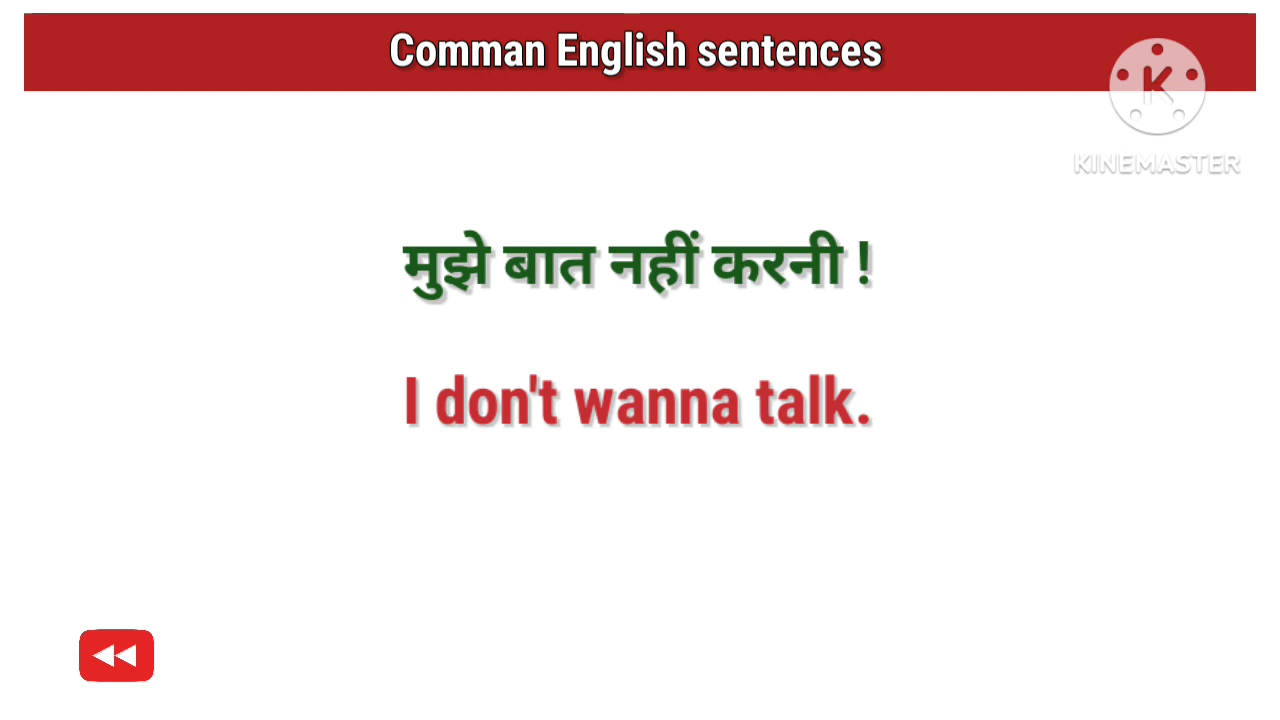 Comman English sentences
K
KINEMASTER
मुझे बात नहीं करनी !
I don't wanna talk.